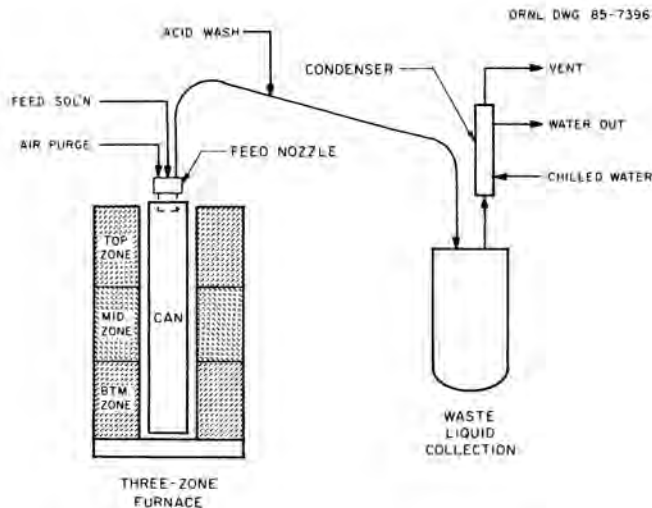 ORNL DWG 85-7396
ACID WASH
CONDENSER
VENT
FEED SOL'N
WATER OUT
AIR PURGE
FEED NOZZLE
CHILLED WATER
TOP
ZONE
MID.
ZONE
CAN
BTM.
ZONE
WASTE
LIQUID
COLLECTION
THREE-ZONE
FURNACE